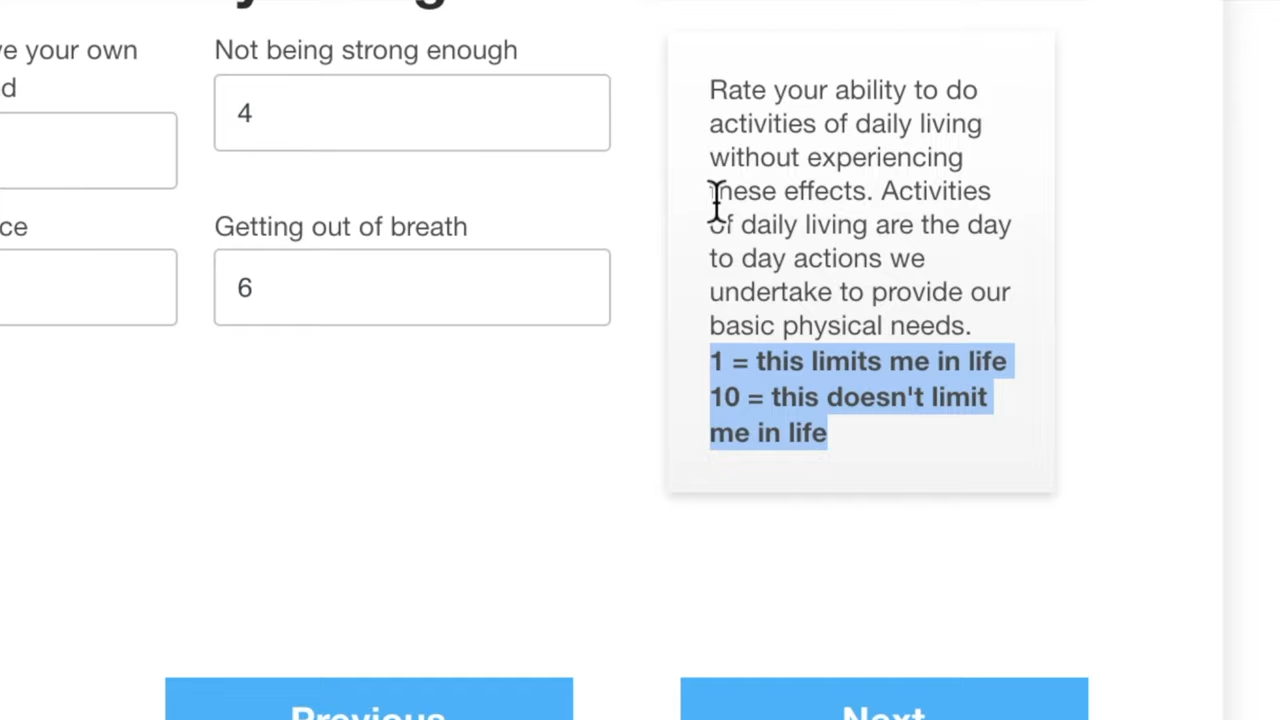 ve your own
d
Not being strong enough
4
ce
Getting out of breath
6
Rate your ability to do
activities of daily living
without experiencing
these effects. Activities
of daily living are the day
to day actions we
undertake to provide our
basic physical needs.
1 = this limits me in life
10 = this doesn't limit
me in life
Previous
Next